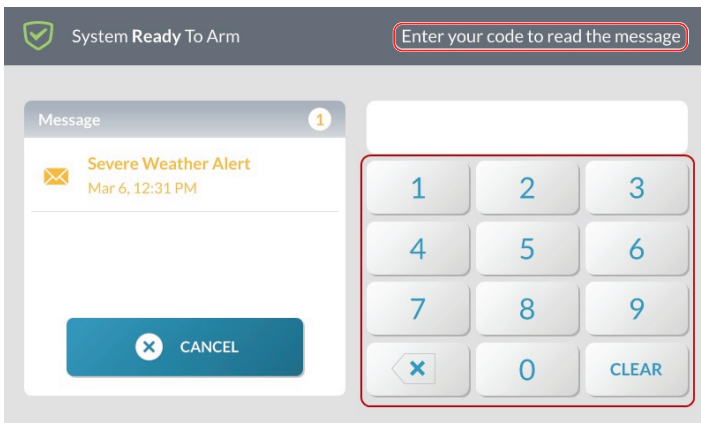 System Ready To Arm
Enter your code to read the message
Message 1
Severe Weather Alert
Mar 6, 12:31 PM
CANCEL
1 2 3
4 5 6
7 8 9
0 CLEAR